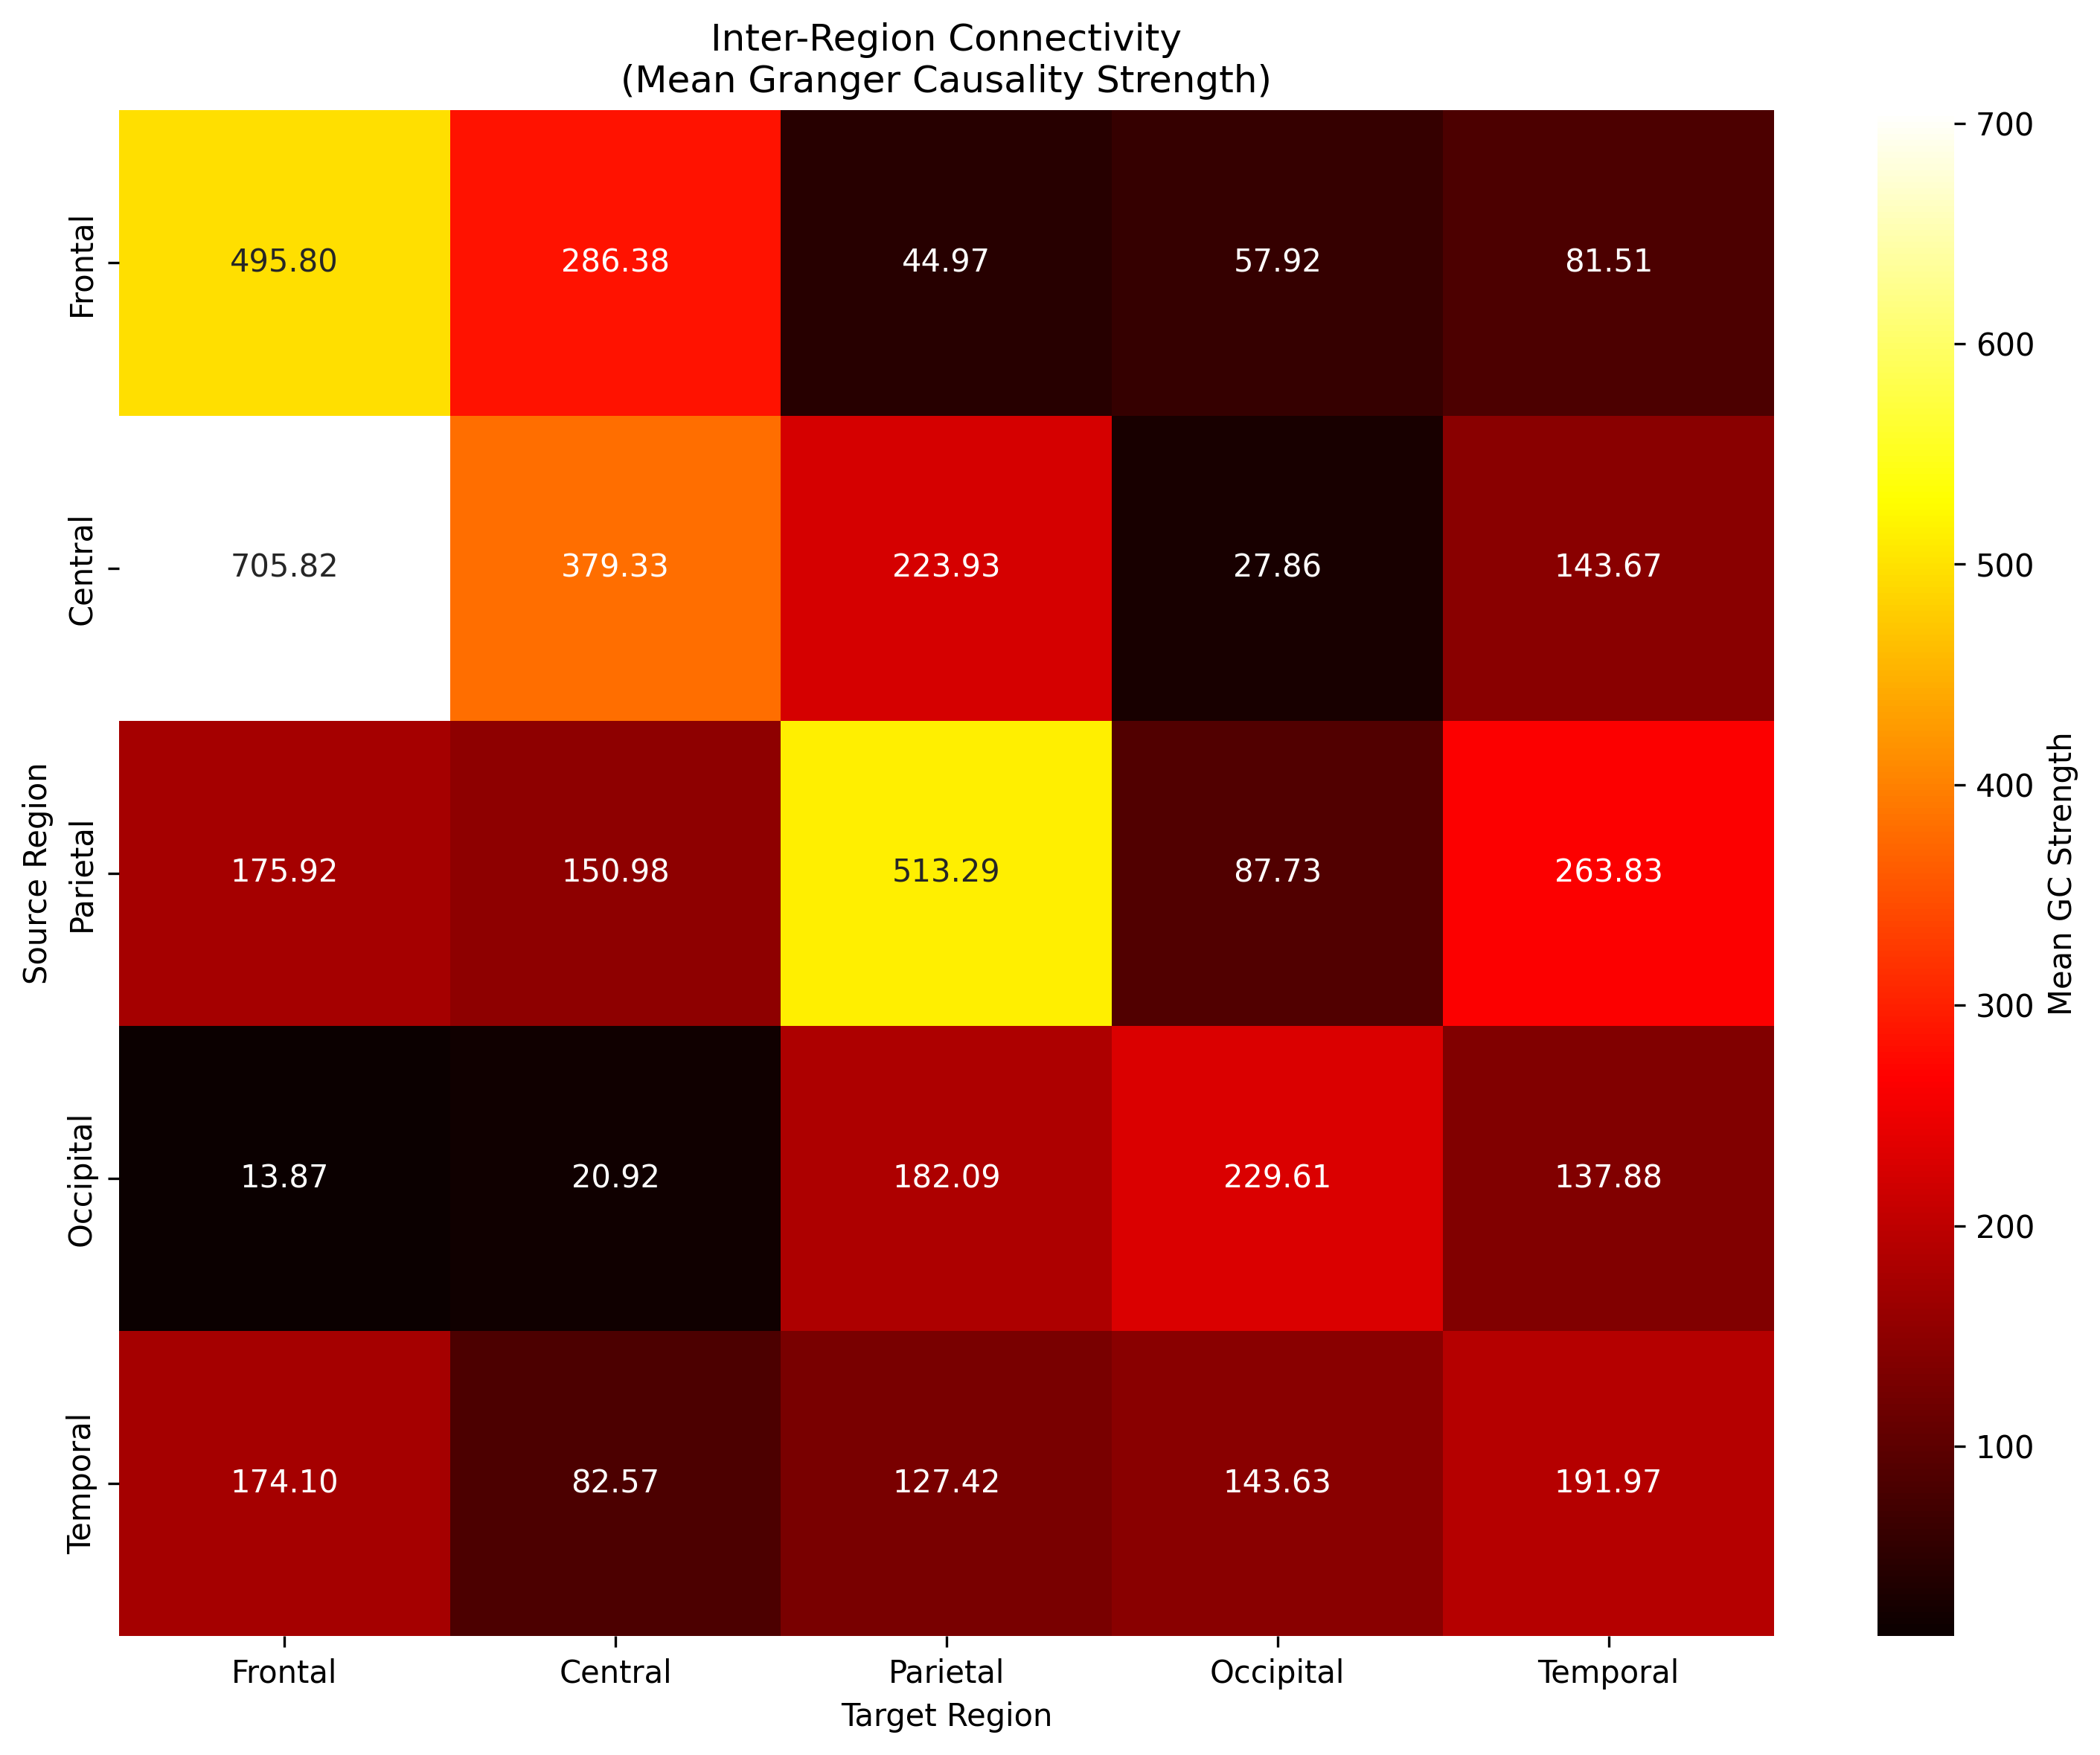 Inter-Region Connectivity
(Mean Granger Causality Strength)
Source Region
Frontal
495.80 286.38 44.97 57.92 81.51
Central
705.82 379.33 223.93 27.86 143.67
Parietal
175.92 150.98 513.29 87.73 263.83
Occipital
13.87 20.92 182.09 229.61 137.88
Temporal
174.10 82.57 127.42 143.63 191.97
Frontal Central Parietal Occipital Temporal
Target Region
700
600
500
400
300
200
100
Mean GC Strength